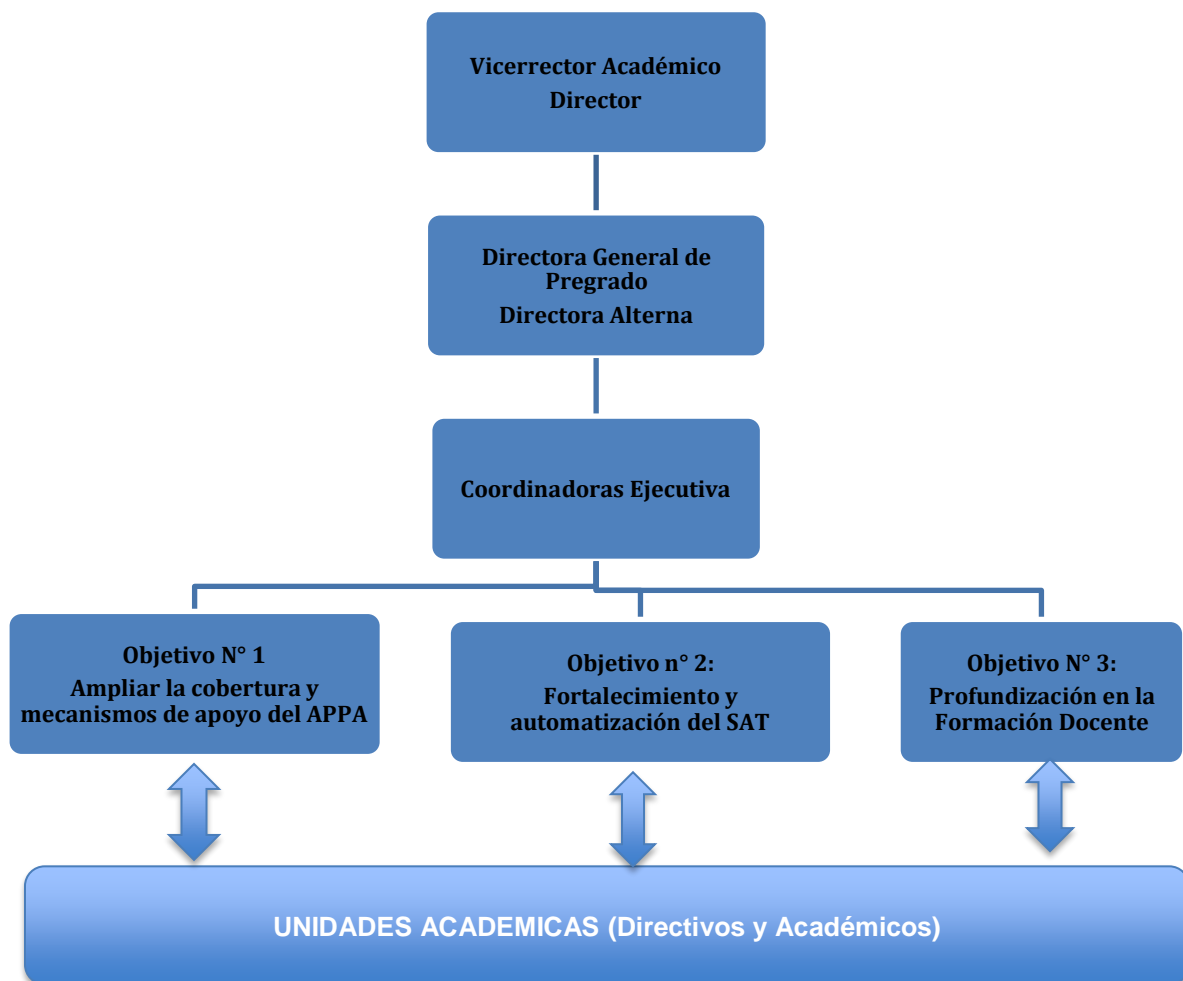 Vicerrector Académico
Director
Directora General de
Pregrado
Directora Alterna
Coordinadoras Ejecutiva
Objetivo N° 1
Ampliar la cobertura y
mecanismos de apoyo del APPA
Objetivo n° 2:
Fortalecimiento y
automatización del SAT
Objetivo N° 3:
Profundización en la
Formación Docente
UNIDADES ACADEMICAS (Directivos y Académicos)